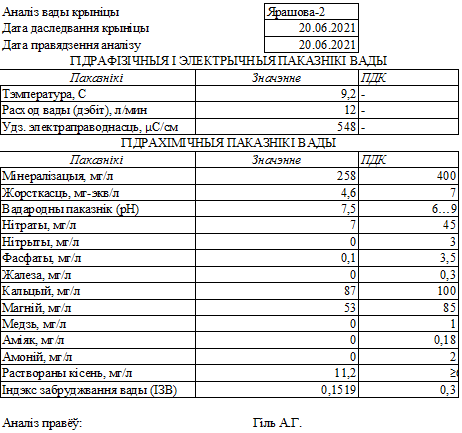 Аналіз вады крыніцы Ярашова-2
Дата даследвання крыніцы 20.06.2021
Дата правядзення аналізу 20.06.2021
ГІДРАФІЗІЧНЫЯ І ЭЛЕКТРЫЧНЫЯ ПАКАЗНІКІ ВАДЫ
Паказнікі Значэнне ПДК
Тэмпература, С 9,2 -
Расход вады (дэбіт), л/мин 12 -
Удз. электраправоднасць, µС/см 548 -
ГІДРАХІМІЧНЫЯ ПАКАЗНІКІ ВАДЫ
Паказнікі Значэнне ПДК
Мінералізацыя, мг/л 258 400
Жорсткасць, мг-экв/л 4,6 7
Вадародны паказнік (рН) 7,5 6…9
Нітраты, мг/л 7 45
Нітрыты, мг/л 0 3
Фасфаты, мг/л 0,1 3,5
Жалеза, мг/л 0 0,3
Кальцый, мг/л 87 100
Магній, мг/л 53 85
Медзь, мг/л 0 1
Аміяк, мг/л 0 0,18
Амоній, мг/л 0 2
Раствораны кісень, мг/л 11,2
Індэкс забруджвання вады (ІЗВ) 0,1519 0,3
Аналіз правёў: Гіль А.Г.